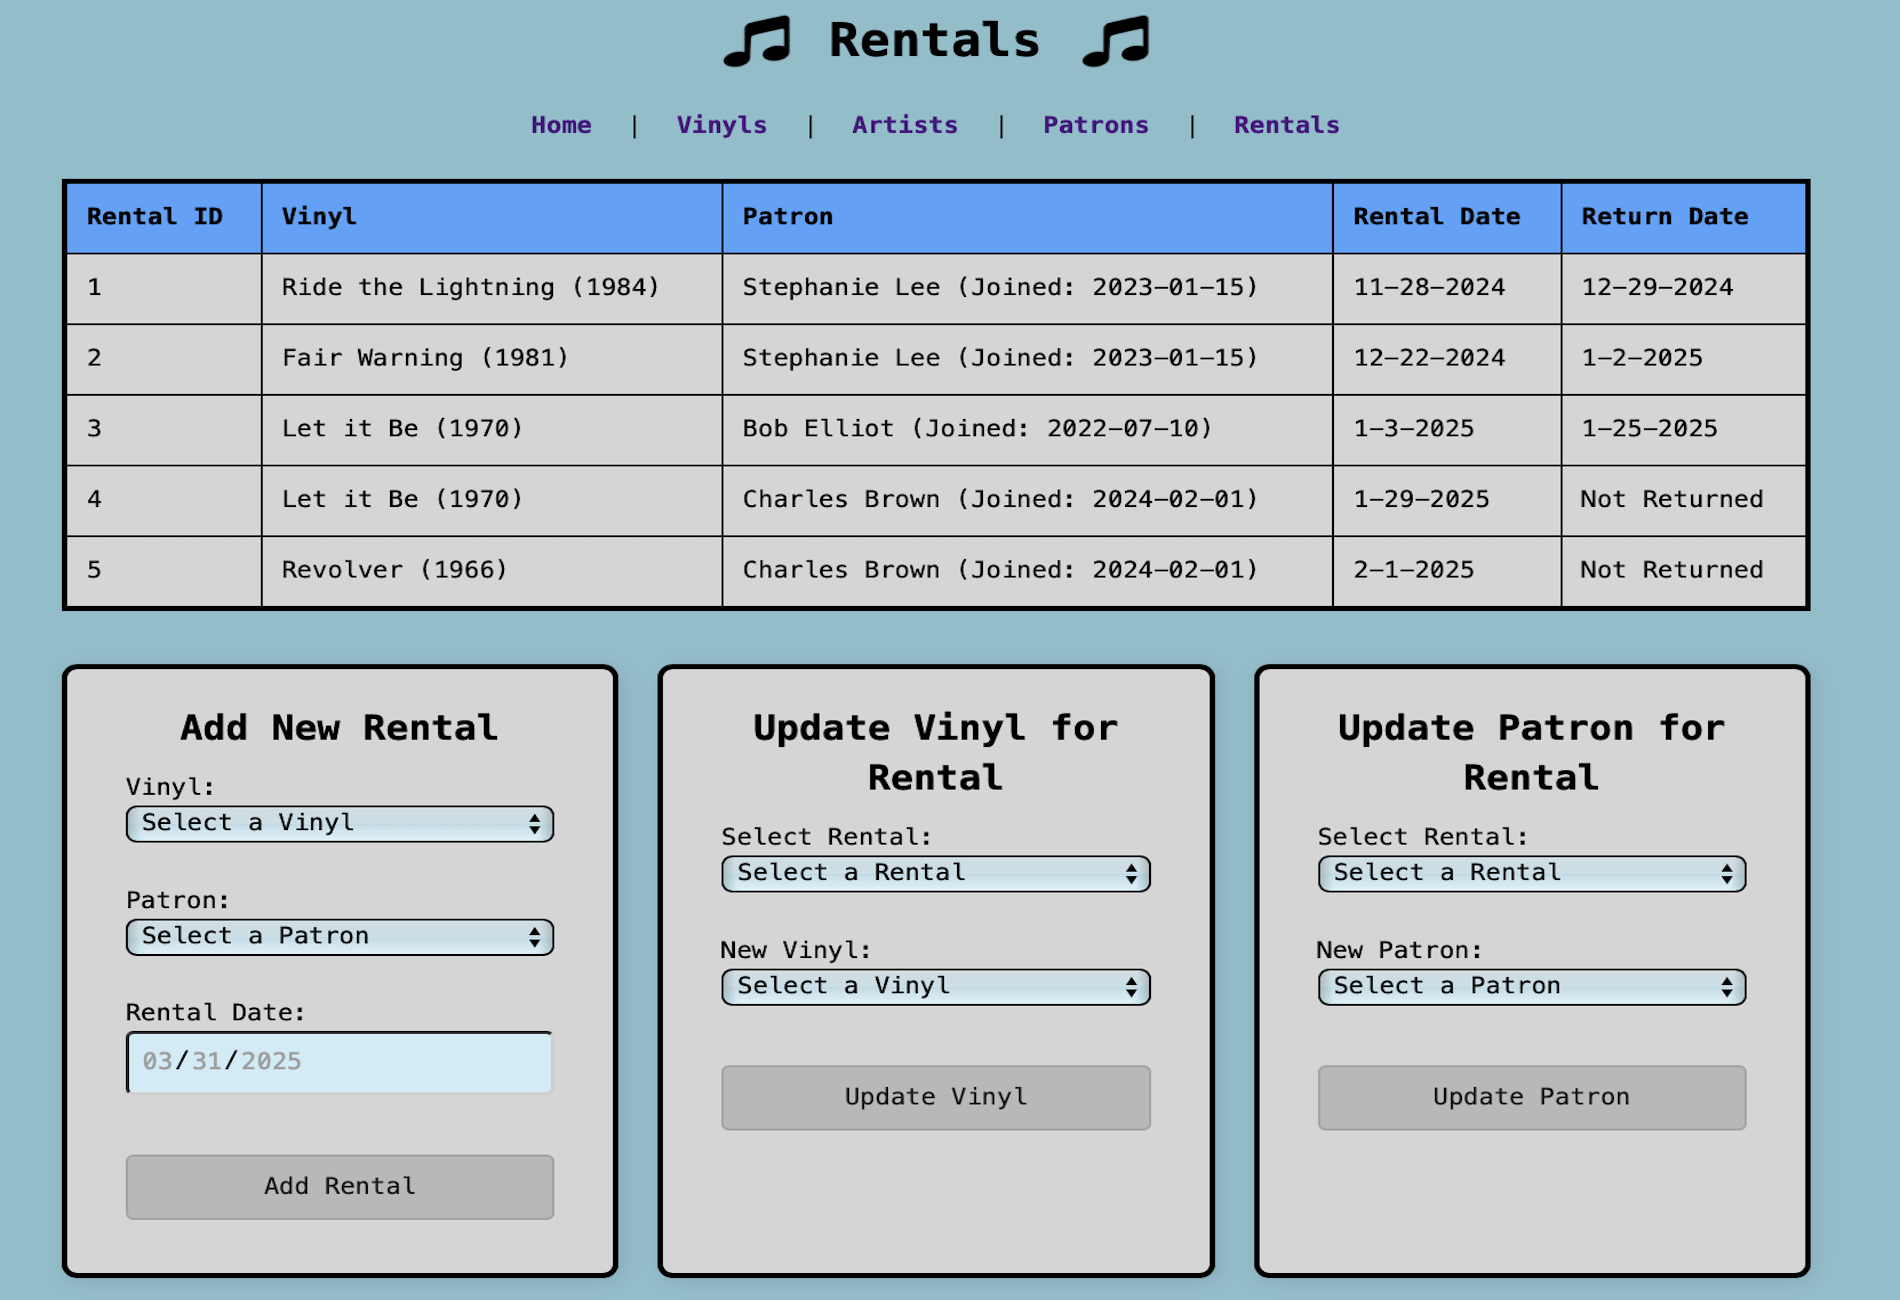 Rentals
Home | Vinyls | Artists | Patrons | Rentals
Rental ID Vinyl Patron Rental Date Return Date
1 Ride the Lightning (1984) Stephanie Lee (Joined: 2023-01-15) 11-28-2024 12-29-2024
2 Fair Warning (1981) Stephanie Lee (Joined: 2023-01-15) 12-22-2024 1-2-2025
3 Let it Be (1970) Bob Elliot (Joined: 2022-07-10) 1-3-2025 1-25-2025
4 Let it Be (1970) Charles Brown (Joined: 2024-02-01) 1-29-2025 Not Returned
5 Revolver (1966) Charles Brown (Joined: 2024-02-01) 2-1-2025 Not Returned
Add New Rental
Vinyl:
Select a Vinyl
Patron:
Select a Patron
Rental Date:
03/31/2025
Add Rental
Update Vinyl for
Rental
Select Rental:
Select a Rental
New Vinyl:
Select a Vinyl
Update Vinyl
Update Patron for
Rental
Select Rental:
Select a Rental
New Patron:
Select a Patron
Update Patron